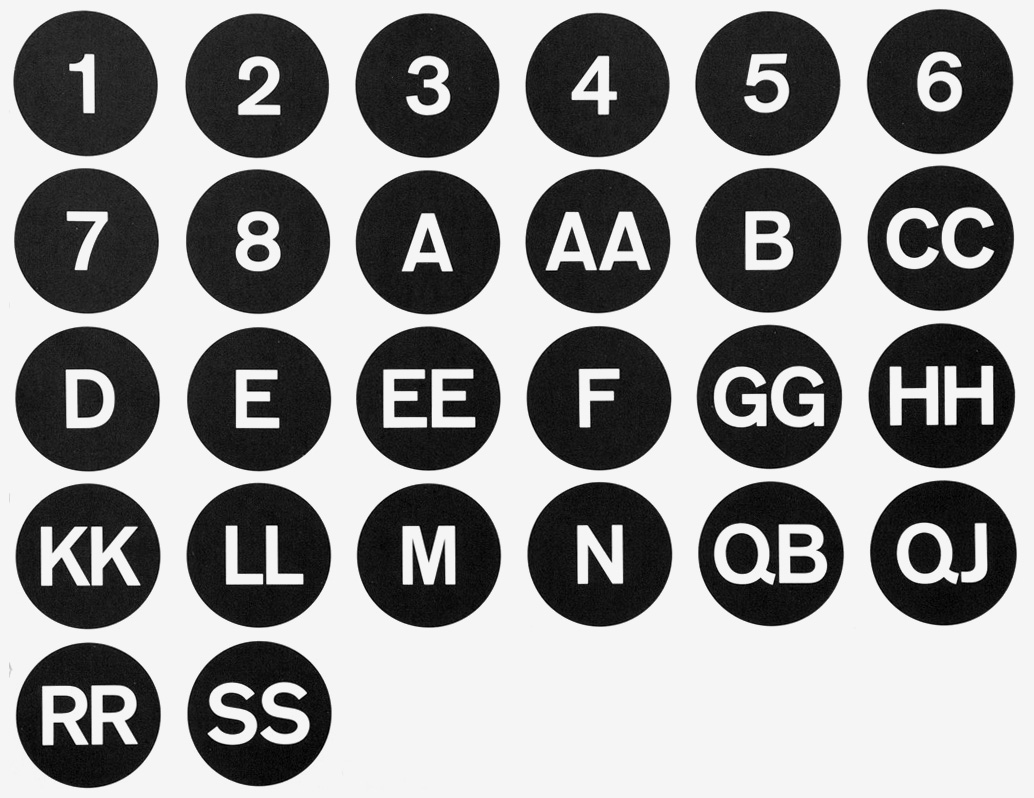 1 2 3 4 5 6
7 8 A AA B CC
D E EE F GG HH
KK LL M N QB QJ
RR SS